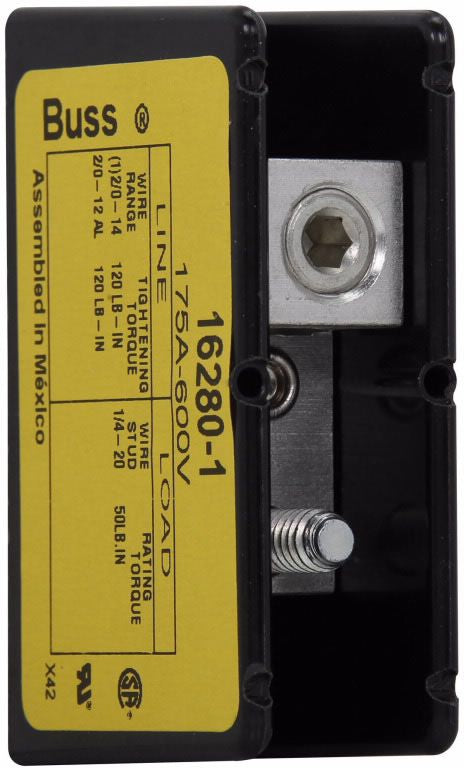 Buss ®
16280-1
175A-600V
LINE
WIRE RANGE TIGHTENING TORQUE
(1)2/0-14 120 LB-IN
2/0-12 AL 120 LB-IN
LOAD
WIRE STUD RATING TORQUE
1/4-20 50LB.IN
Assembled in México
X42
UR ®
SA